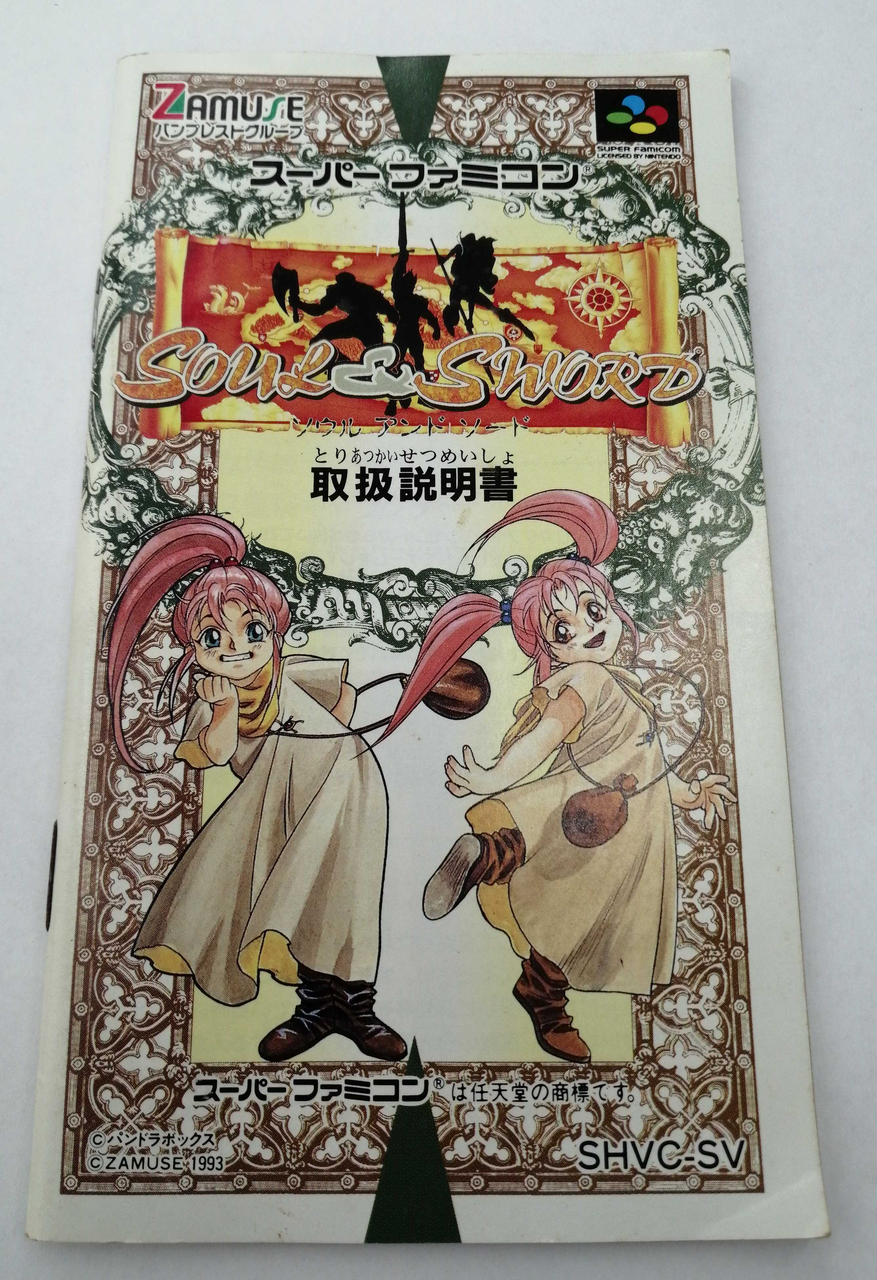 ZAMUSE
バンプレストグループ
SUPER FAMICOM
LICENSED BY NINTENDO
スーパーファミコン®
SOUL & SWORD
ソウル アンド ソード
とりあつかいせつめいしょ
取扱説明書
スーパーファミコン®は任天堂の商標です。
©パンドラボックス
©ZAMUSE 1993
SHVC-SV